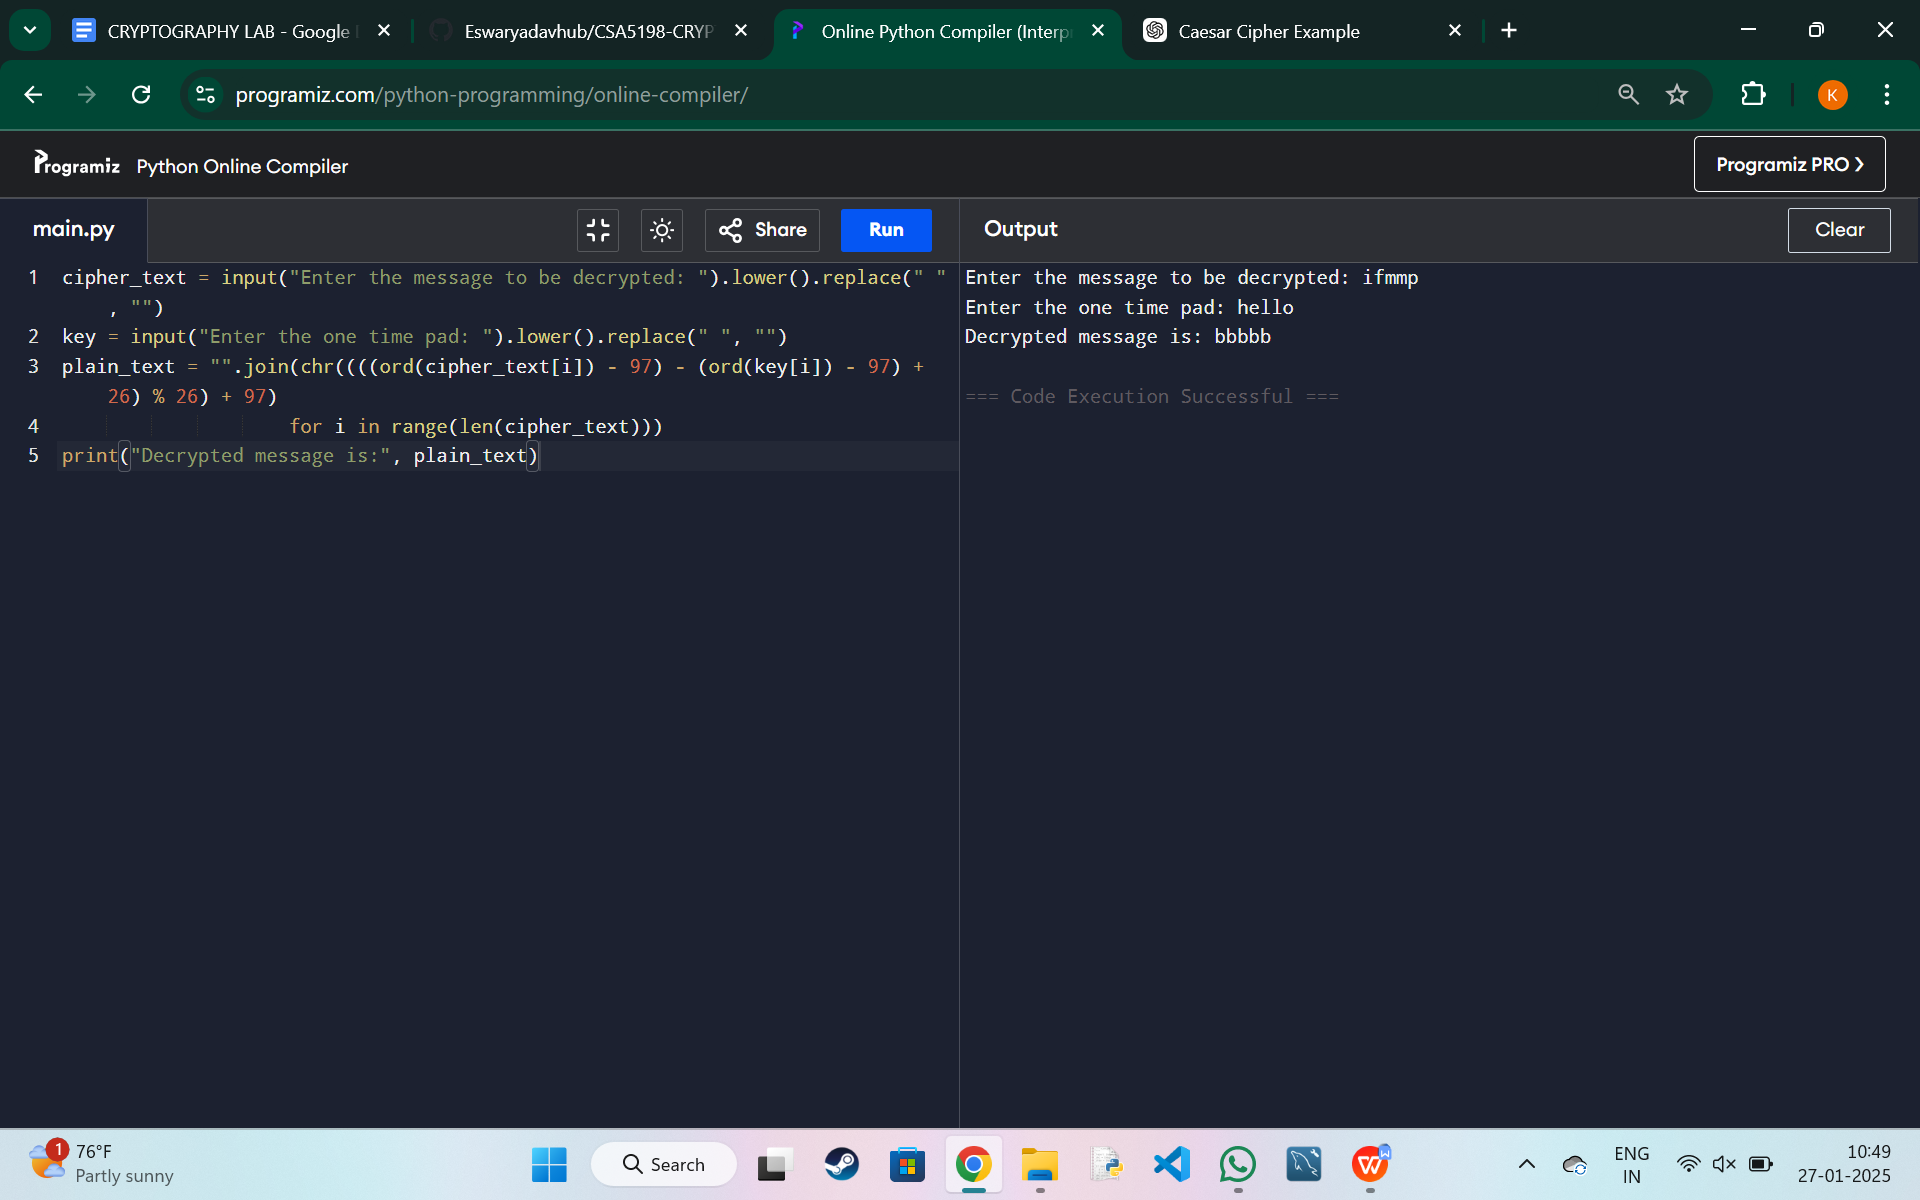 CRYPTOGRAPHY LAB - Google
Eswaryadavhub/CSA5198-CRYP
Online Python Compiler (Interp
Caesar Cipher Example
programiz.com/python-programming/online-compiler/
K
Programiz Python Online Compiler
Programiz PRO
main.py
Share
Run
Output
Clear
1 cipher_text = input("Enter the message to be decrypted: ").lower().replace(" "
, "")
2 key = input("Enter the one time pad: ").lower().replace(" ", "")
3 plain_text = "".join(chr((((ord(cipher_text[i]) - 97) - (ord(key[i]) - 97) +
26) % 26) + 97)
4 for i in range(len(cipher_text)))
5 print("Decrypted message is:", plain_text)
Enter the message to be decrypted: ifmmp
Enter the one time pad: hello
Decrypted message is: bbbbb
=== Code Execution Successful ===
1
76°F
Partly sunny
Search
W
W
ENG
IN
10:49
27-01-2025